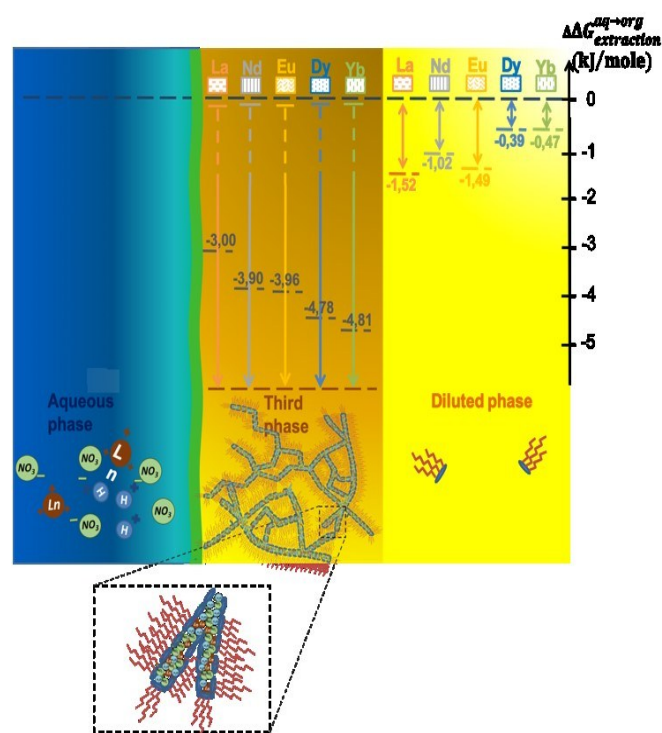 ΔΔG aq→org extraction
(kJ/mole)
La Nd Eu Dy Yb La Nd Eu Dy Yb
0
-0,39 -0,47
-1
-1,02
-1,52 -1,49
-2
-3,00
-3
-3,90 -3,96
-4
-4,78
-4,81
-5
Aqueous phase
Third phase
Diluted phase
NO3
NO3
NO3
NO3
NO3
L
n
Ln
H
H
H